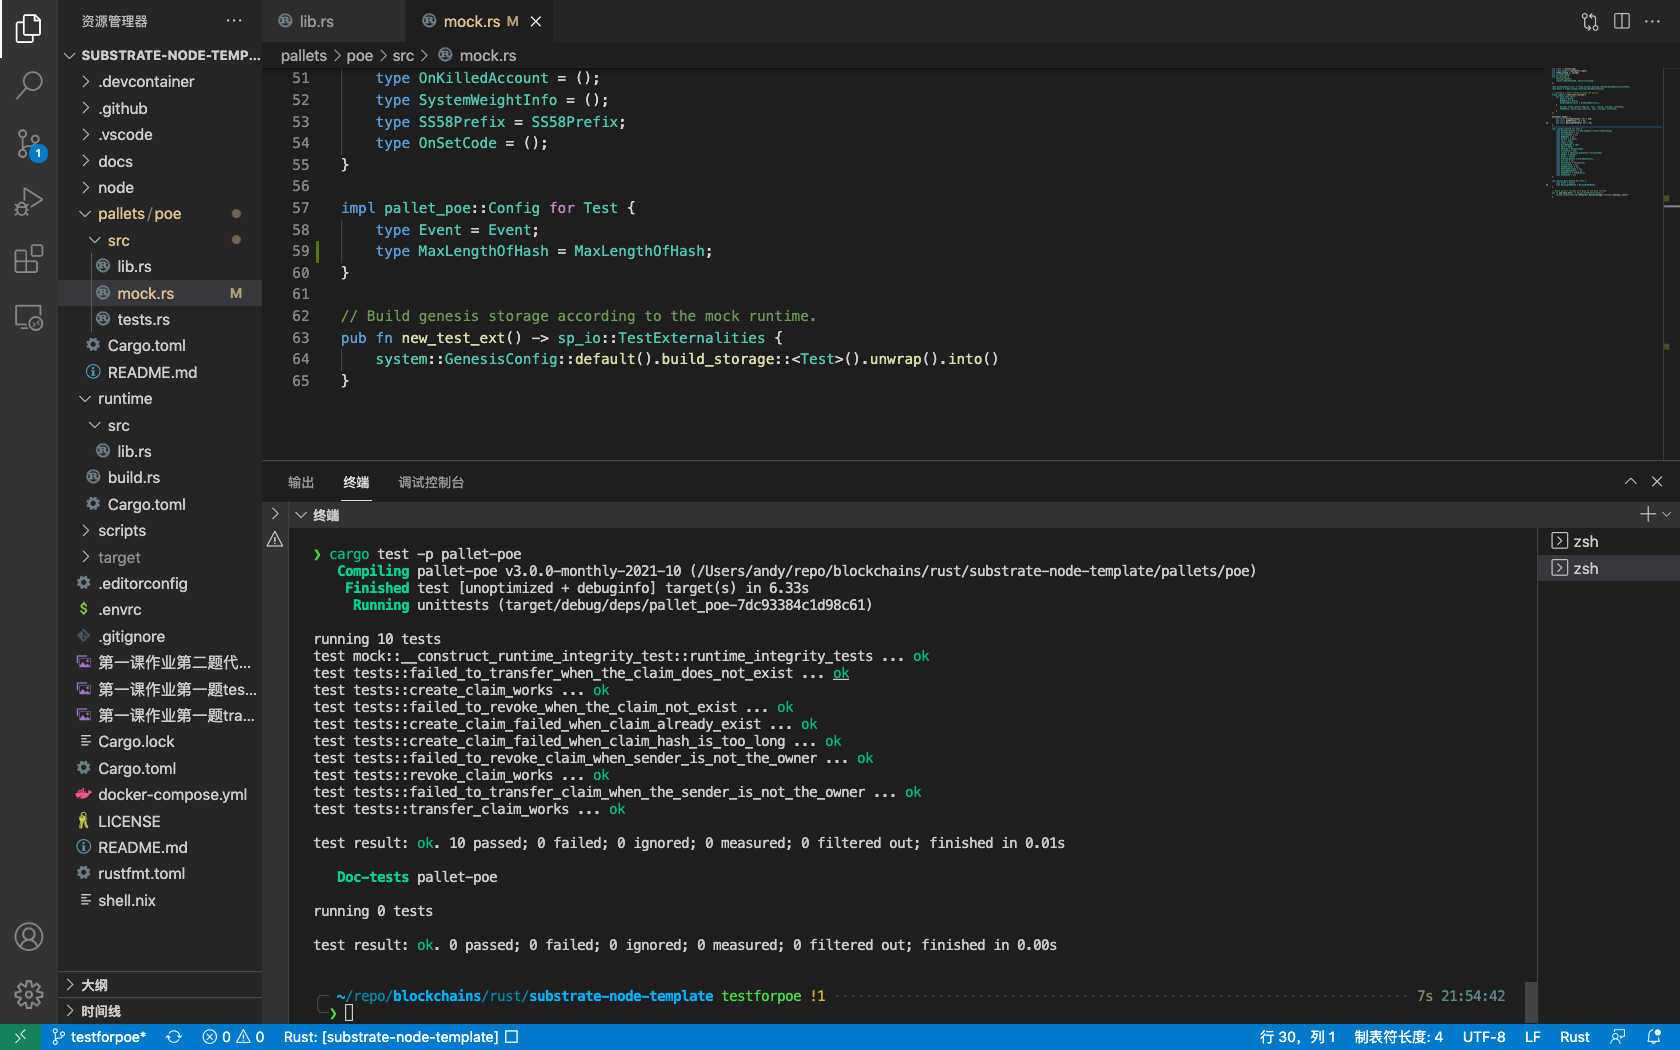 资源管理器
SUBSTRATE-NODE-TEMP...
.devcontainer
.github
.vscode
docs
node
pallets / poe
src
lib.rs
mock.rs M
tests.rs
Cargo.toml
README.md
runtime
src
lib.rs
build.rs
Cargo.toml
scripts
target
.editorconfig
.envrc
.gitignore
第一课作业第二题代...
第一课作业第一题tes...
第一课作业第一题tra...
Cargo.lock
Cargo.toml
docker-compose.yml
LICENSE
README.md
rustfmt.toml
shell.nix
大纲
时间线
1
lib.rs
mock.rs M
pallets > poe > src > mock.rs
51 type OnKilledAccount = ();
52 type SystemWeightInfo = ();
53 type SS58Prefix = SS58Prefix;
54 type OnSetCode = ();
55 }
56
57 impl pallet_poe::Config for Test {
58 type Event = Event;
59 type MaxLengthOfHash = MaxLengthOfHash;
60 }
61
62 // Build genesis storage according to the mock runtime.
63 pub fn new_test_ext() -> sp_io::TestExternalities {
64 system::GenesisConfig::default().build_storage::<Test>().unwrap().into()
65 }
输出 终端 调试控制台
终端
zsh
zsh
❯ cargo test -p pallet-poe
Compiling pallet-poe v3.0.0-monthly-2021-10 (/Users/andy/repo/blockchains/rust/substrate-node-template/pallets/poe)
Finished test [unoptimized + debuginfo] target(s) in 6.33s
Running unittests (target/debug/deps/pallet_poe-7dc93384c1d98c61)
running 10 tests
test mock::__construct_runtime_integrity_test::runtime_integrity_tests ... ok
test tests::failed_to_transfer_when_the_claim_does_not_exist ... ok
test tests::create_claim_works ... ok
test tests::failed_to_revoke_when_the_claim_not_exist ... ok
test tests::create_claim_failed_when_claim_already_exist ... ok
test tests::create_claim_failed_when_claim_hash_is_too_long ... ok
test tests::failed_to_revoke_claim_when_sender_is_not_the_owner ... ok
test tests::revoke_claim_works ... ok
test tests::failed_to_transfer_claim_when_the_sender_is_not_the_owner ... ok
test tests::transfer_claim_works ... ok
test result: ok. 10 passed; 0 failed; 0 ignored; 0 measured; 0 filtered out; finished in 0.01s
Doc-tests pallet-poe
running 0 tests
test result: ok. 0 passed; 0 failed; 0 ignored; 0 measured; 0 filtered out; finished in 0.00s
~/repo/blockchains/rust/substrate-node-template testforpoe !1 7s 21:54:42
❯
testforpoe* 0 0 Rust: [substrate-node-template] 行 30，列 1 制表符长度: 4 UTF-8 LF Rust